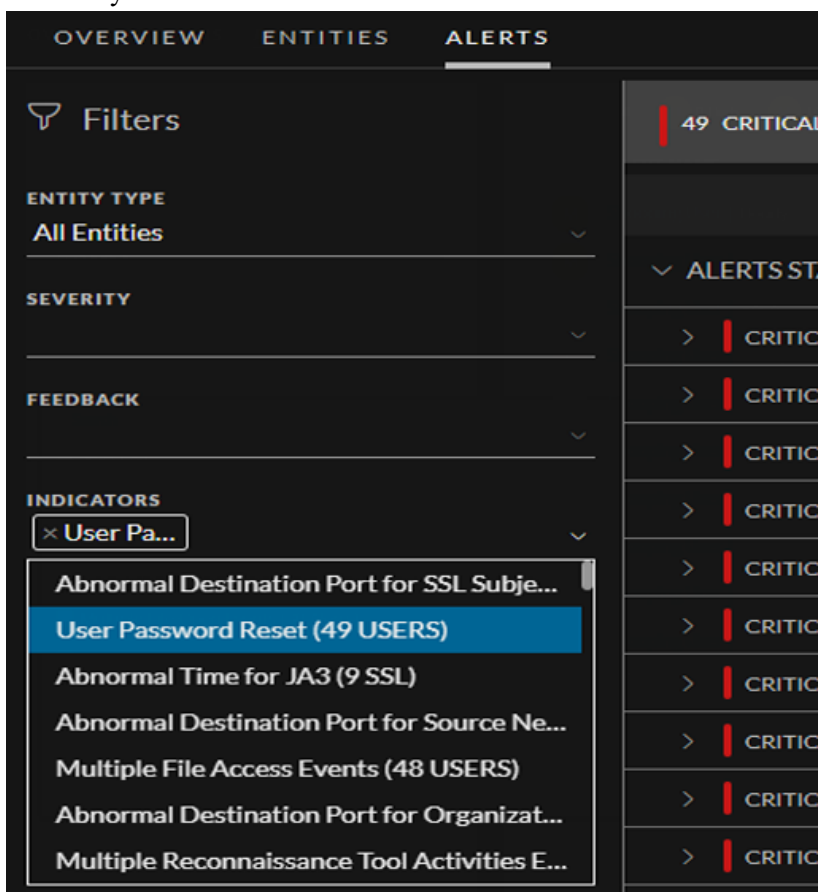 OVERVIEW ENTITIES ALERTS
Filters
49 CRITICAL
ENTITY TYPE
All Entities
ALERTS STA
SEVERITY
CRITIC
CRITIC
FEEDBACK
CRITIC
INDICATORS
CRITIC
× User Pa...
CRITIC
Abnormal Destination Port for SSL Subje...
User Password Reset (49 USERS)
CRITIC
Abnormal Time for JA3 (9 SSL)
CRITIC
Abnormal Destination Port for Source Ne...
CRITIC
Multiple File Access Events (48 USERS)
CRITIC
Abnormal Destination Port for Organizat...
Multiple Reconnaissance Tool Activities E...
CRITIC